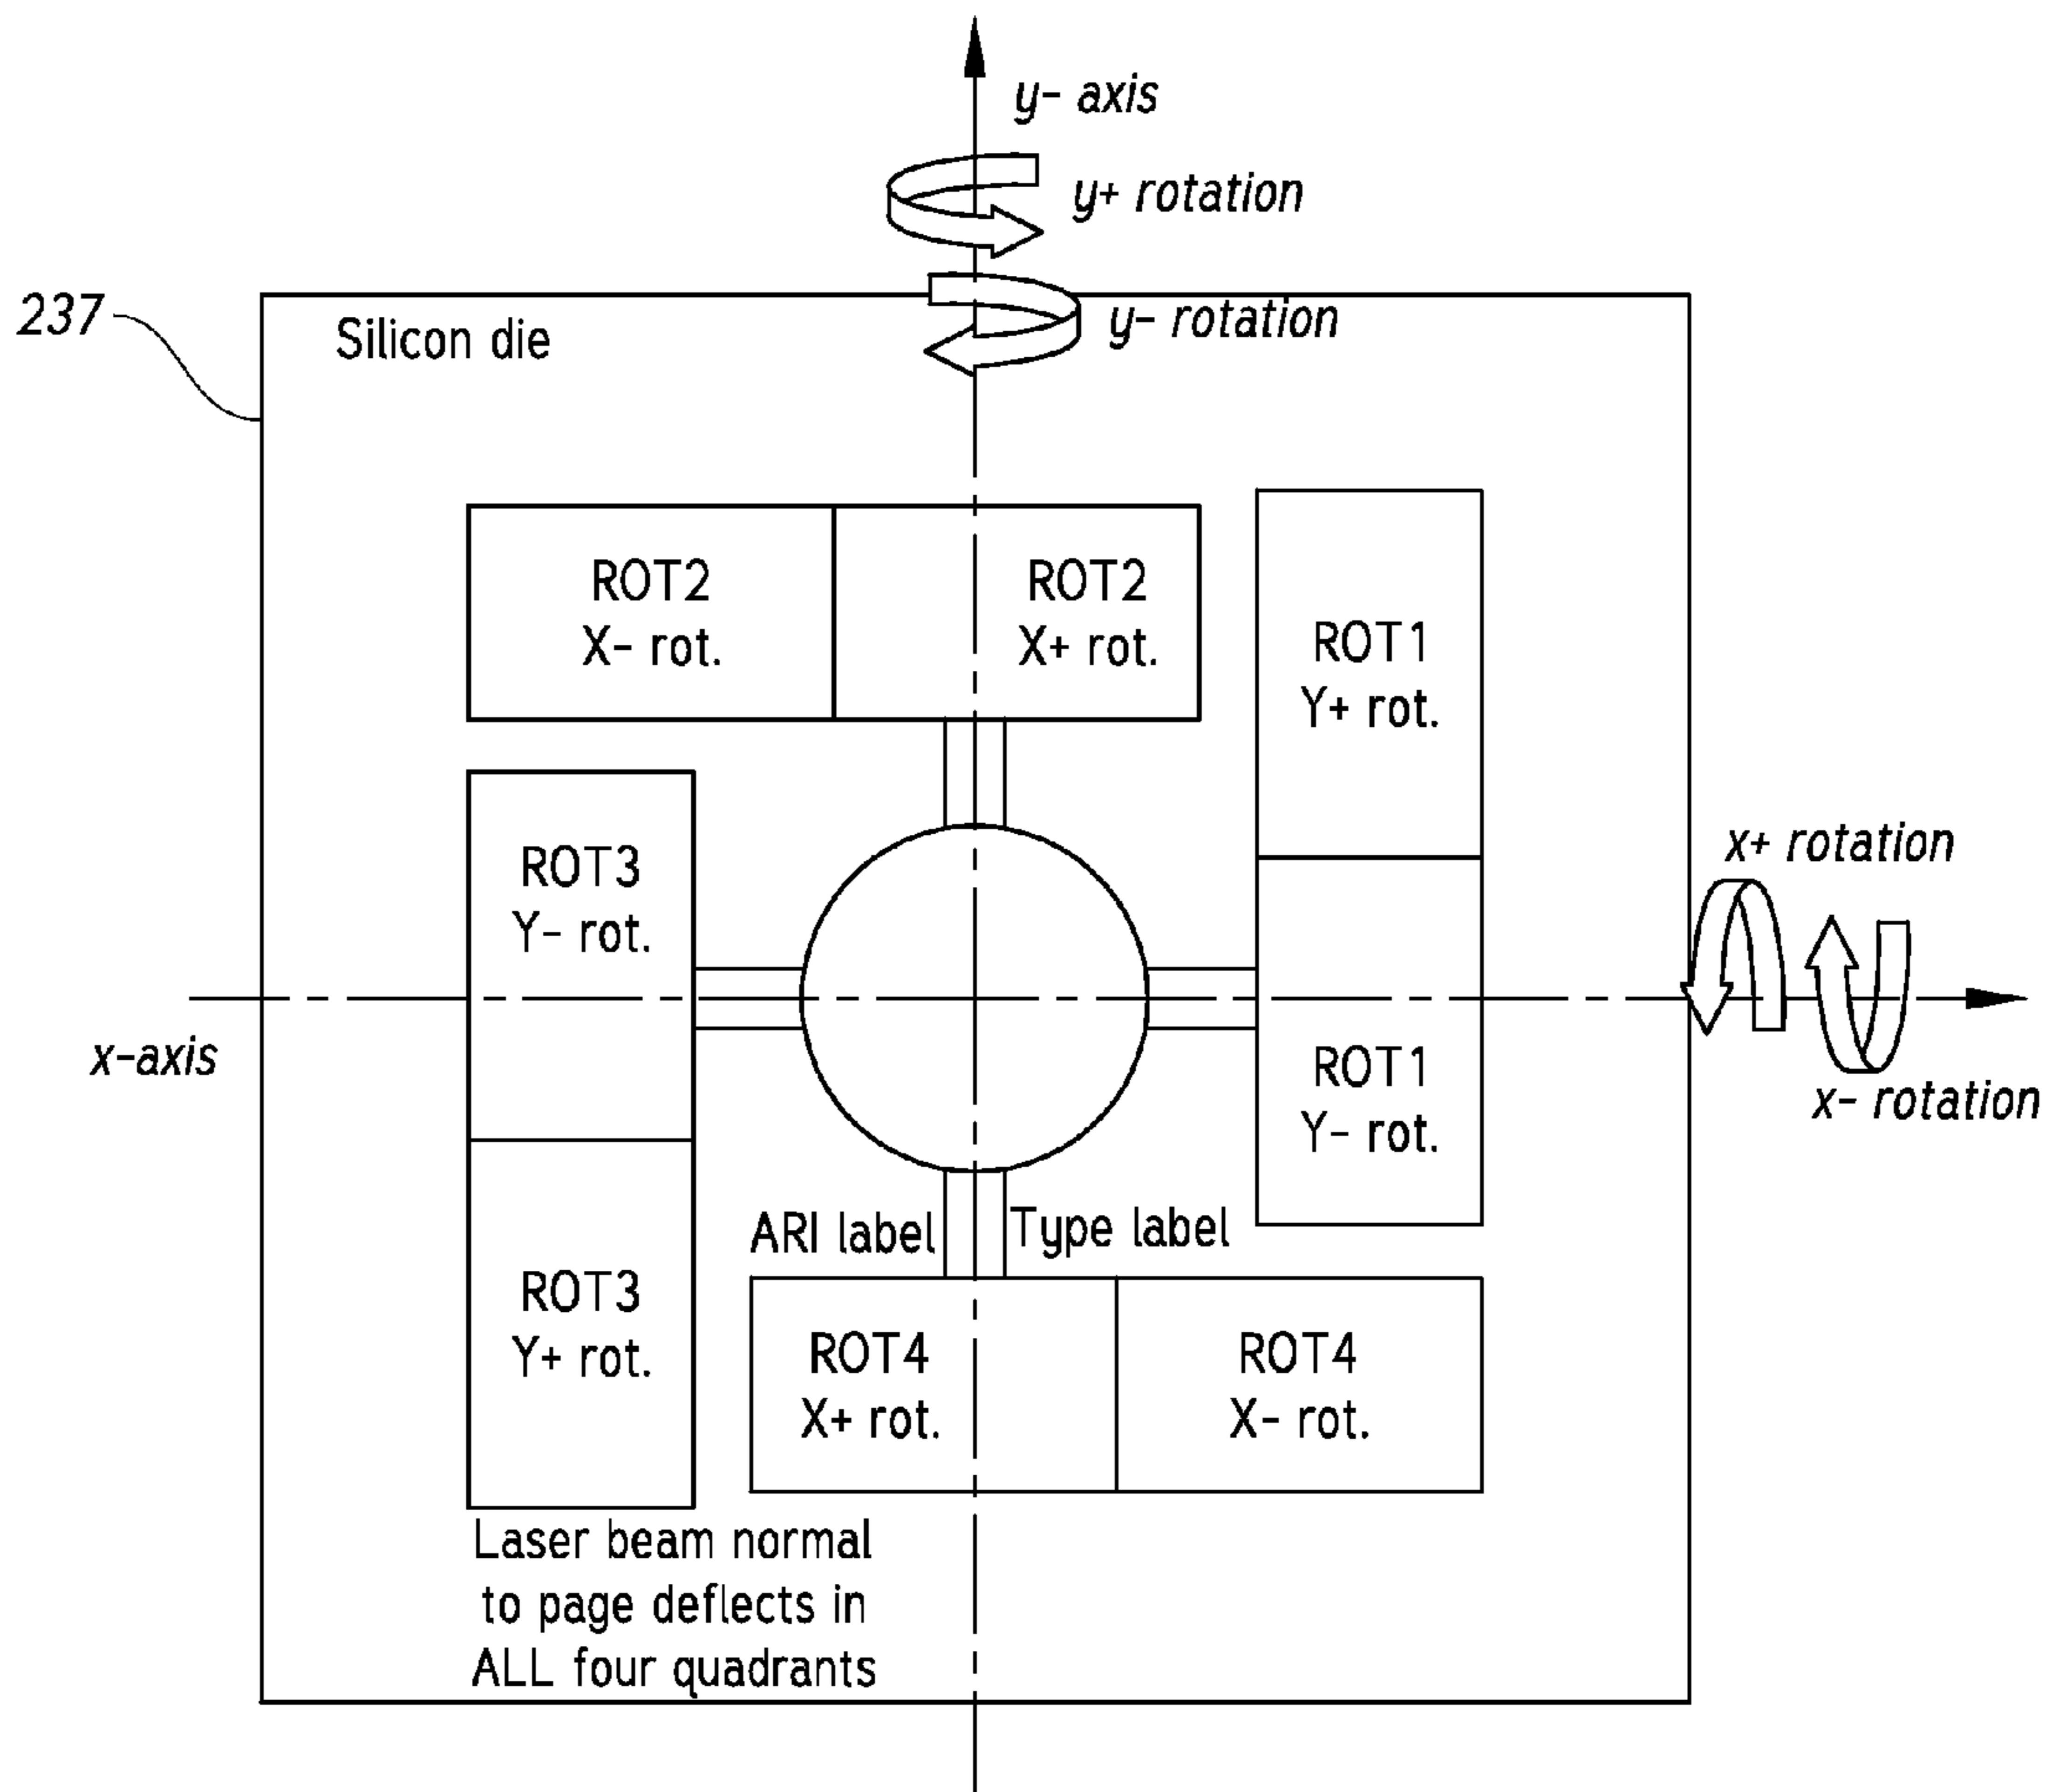 y- axis
y+ rotation
237
Silicon die
y- rotation
ROT2
X- rot.
ROT2
X+ rot.
ROT1
Y+ rot.
ROT3
Y- rot.
x+ rotation
x-axis
ROT1
Y- rot.
x- rotation
ARI label
Type label
ROT3
Y+ rot.
ROT4
X+ rot.
ROT4
X- rot.
Laser beam normal
to page deflects in
ALL four quadrants